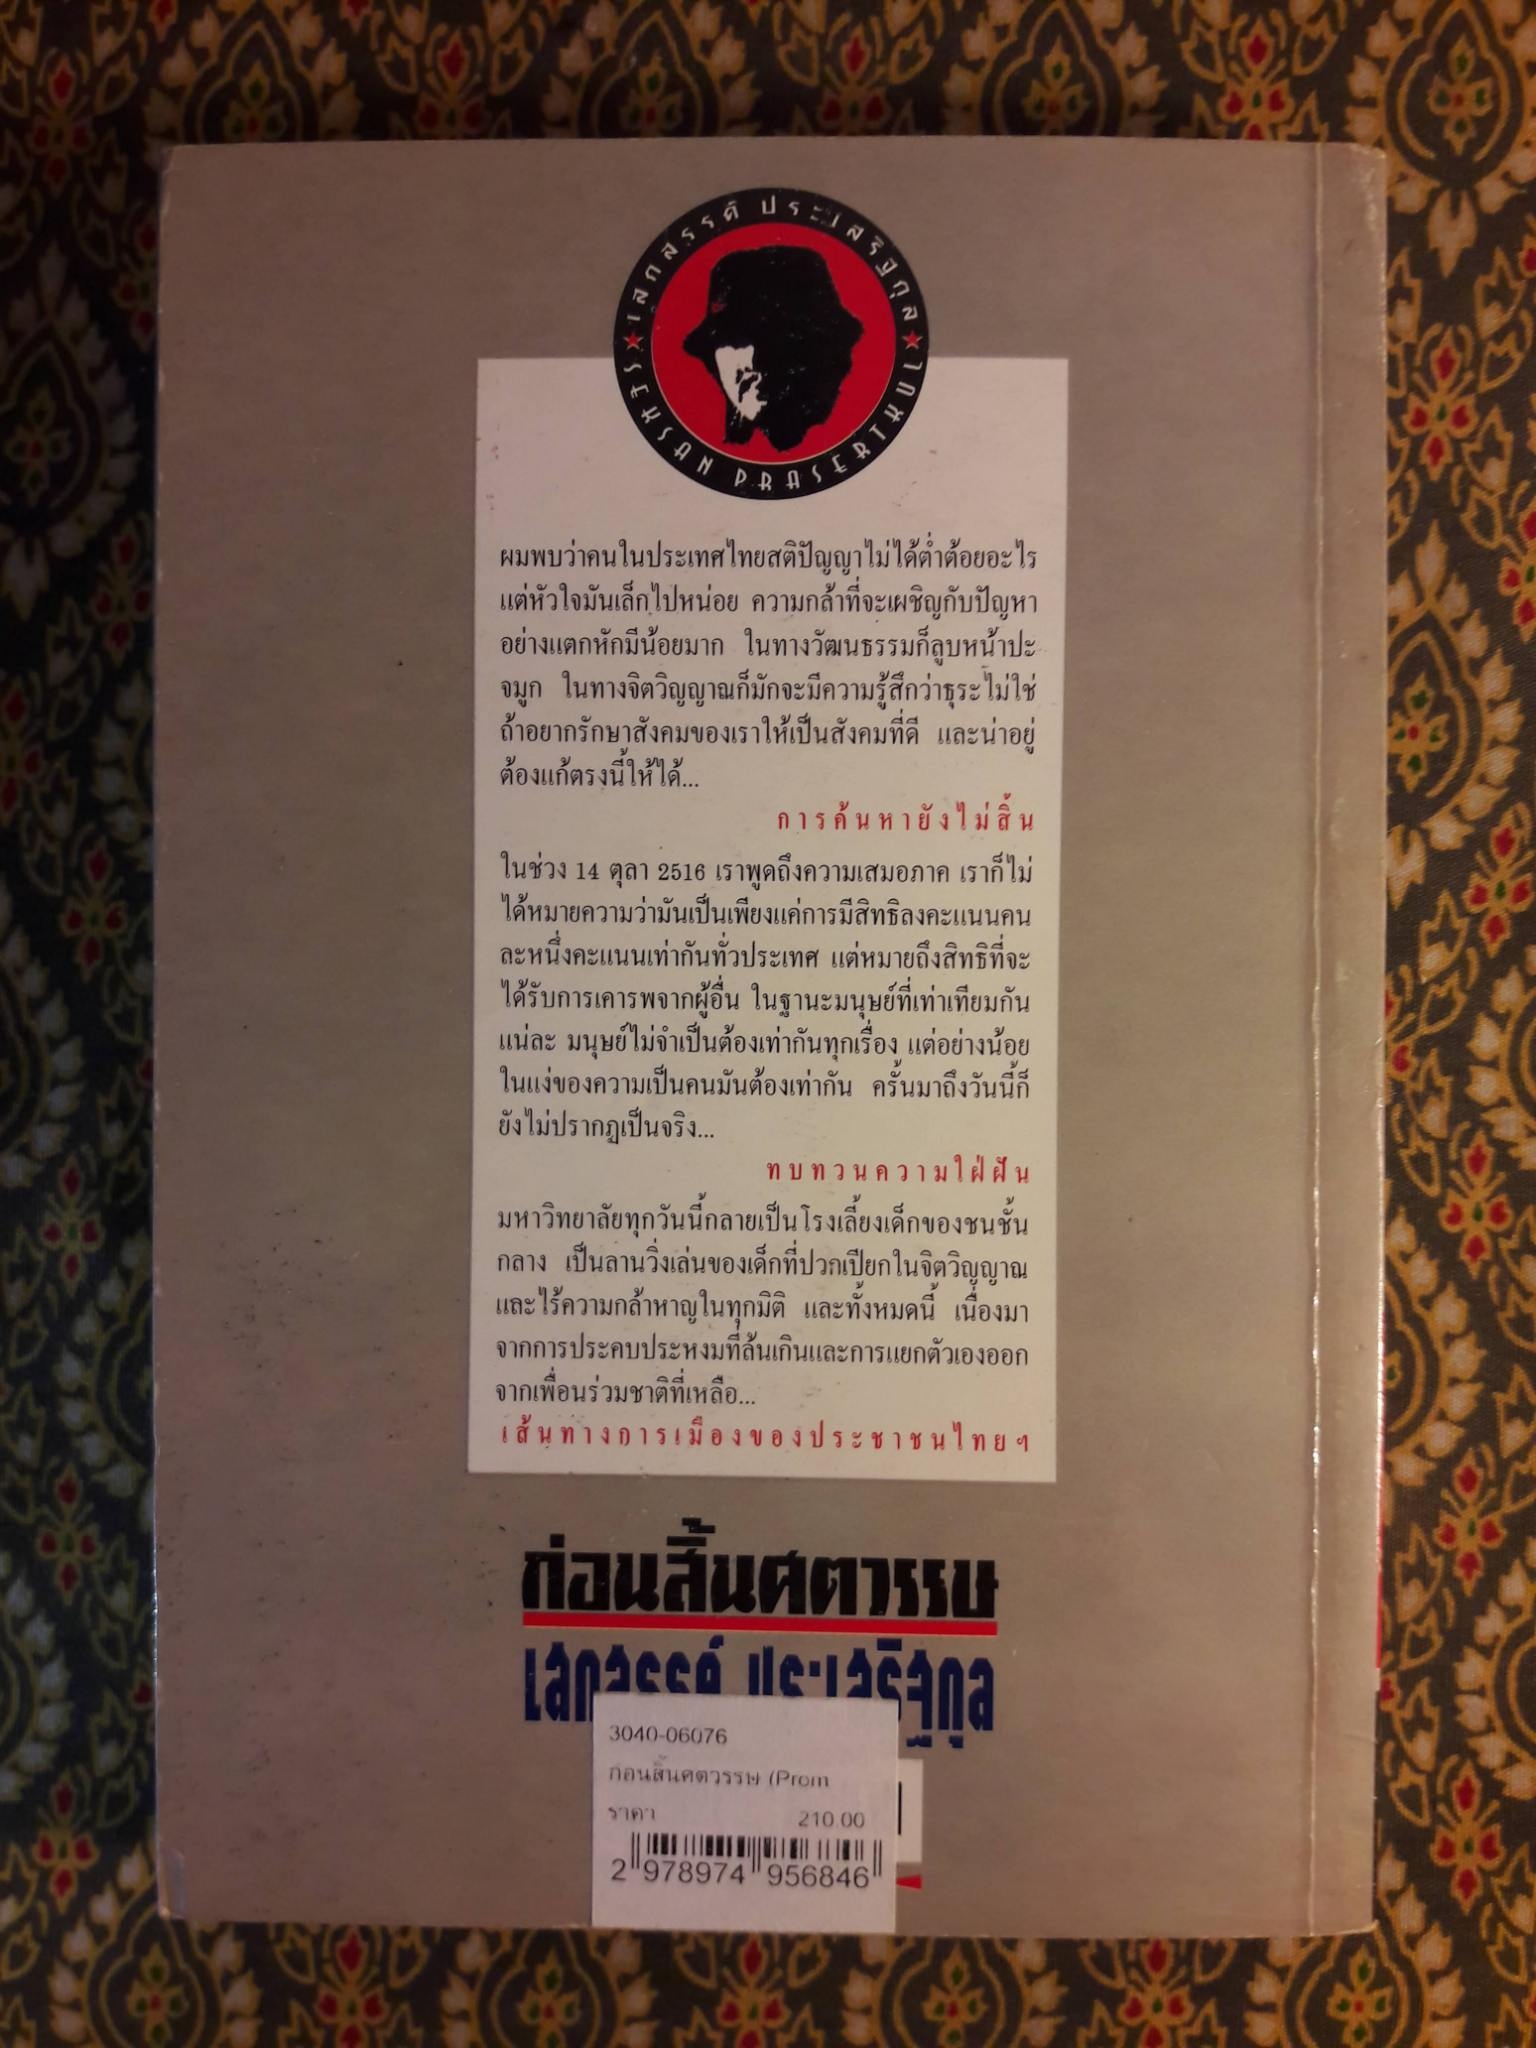 เสกสรรค์ ประเสริฐกุล
SEKSAN PRASERTKUL
ผมพบว่าคนในประเทศไทยสติปัญญาไม่ได้ต่ำต้อยอะไร
แต่หัวใจมันเล็กไปหน่อย ความกล้าที่จะเผชิญกับปัญหา
อย่างแตกหักมีน้อยมาก ในทางวัฒนธรรมก็ลูบหน้าปะ
จมูก ในทางจิตวิญญาณก็มักจะมีความรู้สึกว่าธุระไม่ใช่
ถ้าอยากรักษาสังคมของเราให้เป็นสังคมที่ดี และน่าอยู่
ต้องแก้ตรงนี้ให้ได้...
การค้นหายังไม่สิ้น
ในช่วง 14 ตุลา 2516 เราพูดถึงความเสมอภาค เราก็ไม่
ได้หมายความว่ามันเป็นเพียงแค่การมีสิทธิลงคะแนนคน
ละหนึ่งคะแนนเท่ากันทั่วประเทศ แต่หมายถึงสิทธิที่จะ
ได้รับการเคารพจากผู้อื่น ในฐานะมนุษย์ที่เท่าเทียมกัน
แน่ละ มนุษย์ไม่จำเป็นต้องเท่ากันทุกเรื่อง แต่อย่างน้อย
ในแง่ของความเป็นคนมันต้องเท่ากัน ครั้นมาถึงวันนี้ก็
ยังไม่ปรากฏเป็นจริง...
ทบทวนความใฝ่ฝัน
มหาวิทยาลัยทุกวันนี้กลายเป็นโรงเลี้ยงเด็กของชนชั้น
กลาง เป็นลานวิ่งเล่นของเด็กที่ปวกเปียกในจิตวิญญาณ
และไร้ความกล้าหาญในทุกมิติ และทั้งหมดนี้ เนื่องมา
จากการประคบประหงมที่ล้นเกินและการแยกตัวเองออก
จากเพื่อนร่วมชาติที่เหลือ...
เส้นทางการเมืองของประชาชนไทยฯ
ก่อนสิ้นศตวรรษ
เสกสรรค์ ประเสริฐกุล
3040-06076
ก่อนสิ้นศตวรรษ (Prom
ราคา 210.00
2 978974 956846